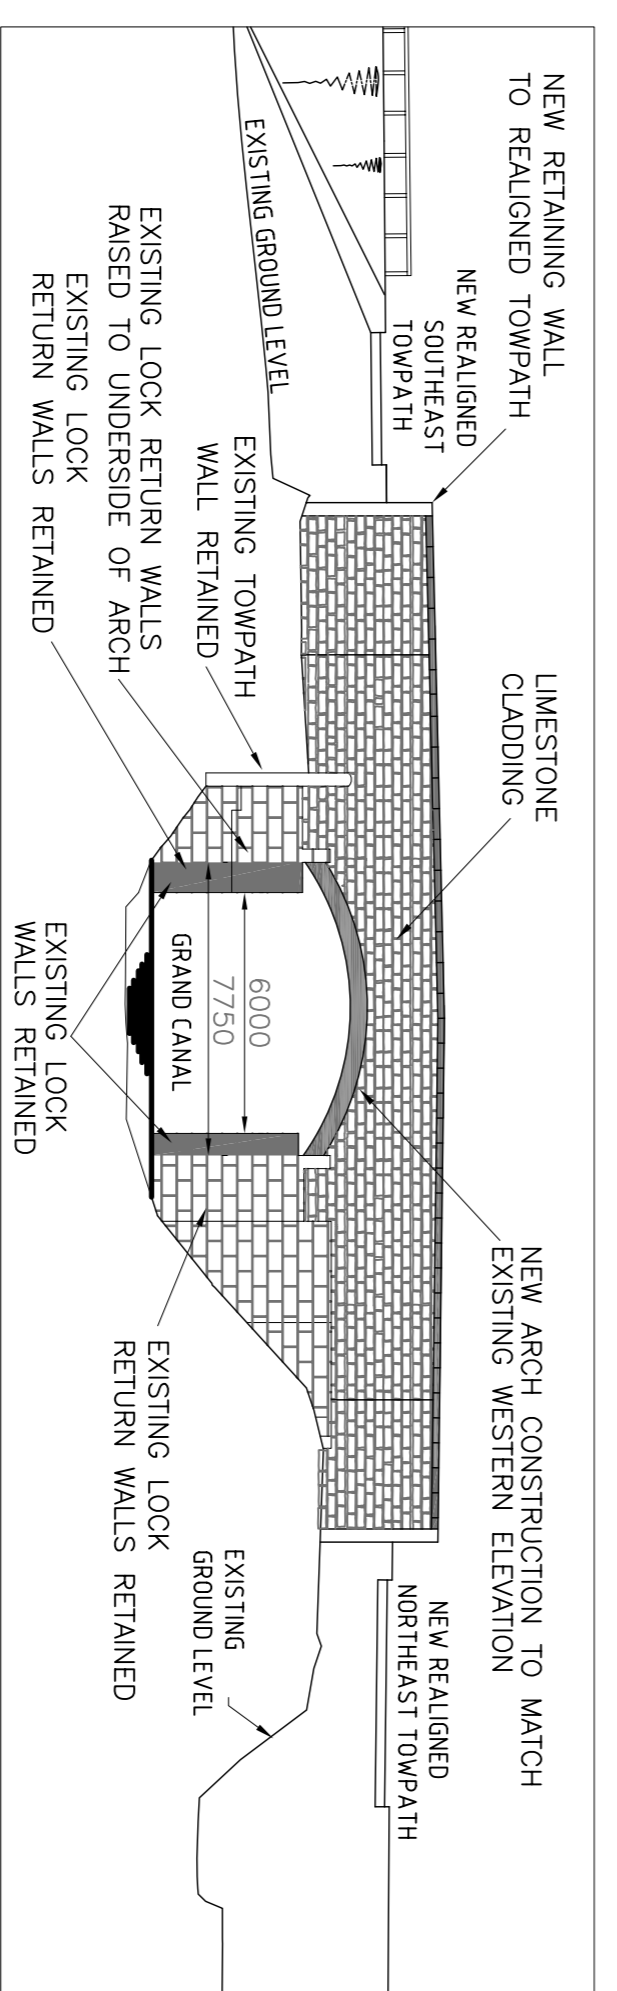 NEW RETAINING WALL
TO REALIGNED TOWPATH
NEW REALIGNED
SOUTHEAST
TOWPATH
LIMESTONE
CLADDING
NEW ARCH CONSTRUCTION TO MATCH
EXISTING WESTERN ELEVATION
NEW REALIGNED
NORTHEAST TOWPATH
EXISTING GROUND LEVEL
EXISTING TOWPATH
WALL RETAINED
EXISTING LOCK RETURN WALLS
RAISED TO UNDERSIDE OF ARCH
EXISTING LOCK
RETURN WALLS RETAINED
6000
7750
GRAND CANAL
EXISTING LOCK
WALLS RETAINED
EXISTING LOCK
RETURN WALLS RETAINED
EXISTING
GROUND LEVEL